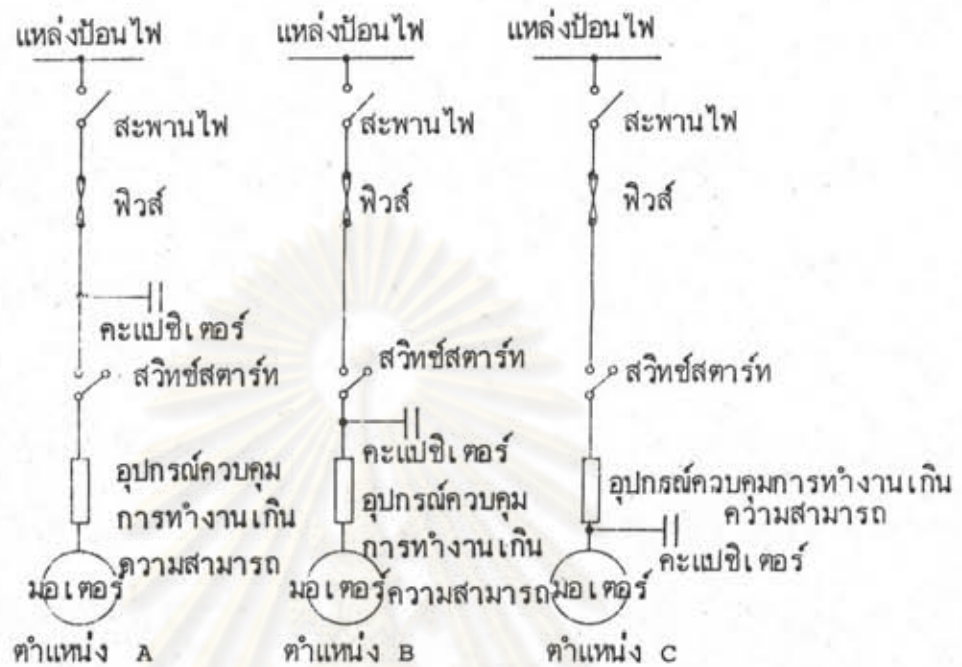 แหล่งป้อนไฟ
สะพานไฟ
ฟิวส์
คะแปซิเตอร์
สวิทช์สตาร์ท
อุปกรณ์ควบคุม
การทำงานเกิน
ความสามารถ
มอเตอร์
ตำแหน่ง A
แหล่งป้อนไฟ
สะพานไฟ
ฟิวส์
สวิทช์สตาร์ท
คะแปซิเตอร์
อุปกรณ์ควบคุม
การทำงานเกิน
ความสามารถ
มอเตอร์
ตำแหน่ง B
แหล่งป้อนไฟ
สะพานไฟ
ฟิวส์
สวิทช์สตาร์ท
อุปกรณ์ควบคุมการทำงานเกิน
ความสามารถ
คะแปซิเตอร์
มอเตอร์
ตำแหน่ง C